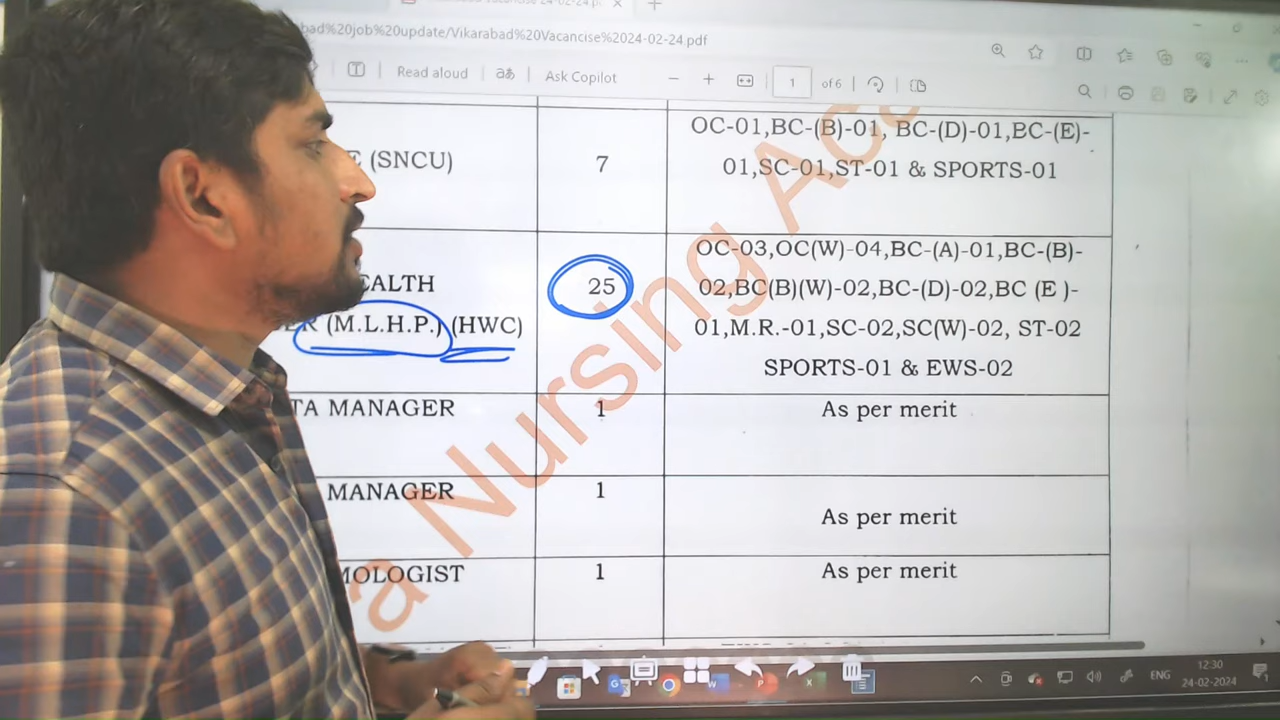 bad%20job%20update/Vikarabad%20Vacancise%2024-02-24.pdf
Read aloud
Ask Copilot
1 of 6
E (SNCU)
7
OC-01,BC-(B)-01, BC-(D)-01,BC-(E)-
01,SC-01,ST-01 & SPORTS-01
EALTH
ER (M.L.H.P.) (HWC)
25
OC-03,OC(W)-04,BC-(A)-01,BC-(B)-
02,BC(B)(W)-02,BC-(D)-02,BC (E )-
01,M.R.-01,SC-02,SC(W)-02, ST-02
SPORTS-01 & EWS-02
TA MANAGER
1
As per merit
MANAGER
1
As per merit
MOLOGIST
1
As per merit
a Nursing Aca
ENG
12:30
24-02-2024